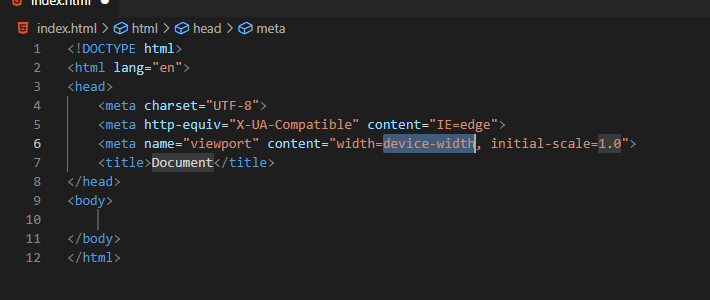 index.html
index.html > html > head > meta
1 <!DOCTYPE html>
2 <html lang="en">
3 <head>
4 <meta charset="UTF-8">
5 <meta http-equiv="X-UA-Compatible" content="IE=edge">
6 <meta name="viewport" content="width=device-width, initial-scale=1.0">
7 <title>Document</title>
8 </head>
9 <body>
10
11 </body>
12 </html>